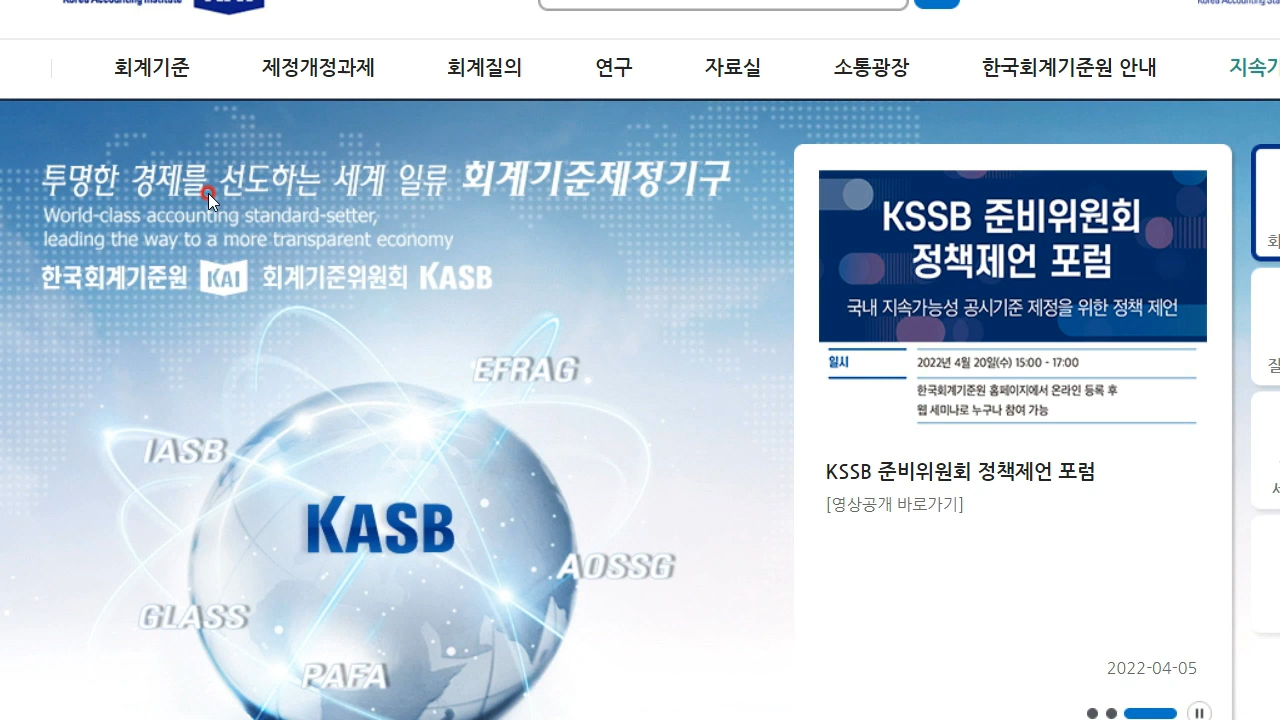 Korea Accounting Institute
회계기준 제정개정과제 회계질의 연구 자료실 소통광장 한국회계기준원 안내
투명한 경제를 선도하는 세계 일류 회계기준제정기구
World-class accounting standard-setter,
leading the way to a more transparent economy
한국회계기준원 KAI 회계기준위원회 KASB
EFRAG
IASB
KASB
AOSSG
GLASS
PAFA
KSSB 준비위원회
정책제언 포럼
국내 지속가능성 공시기준 제정을 위한 정책 제언
일시 2022년 4월 20일(수) 15:00 - 17:00
한국회계기준원 홈페이지에서 온라인 등록 후
웹 세미나로 누구나 참여 가능
KSSB 준비위원회 정책제언 포럼
[영상공개 바로가기]
2022-04-05